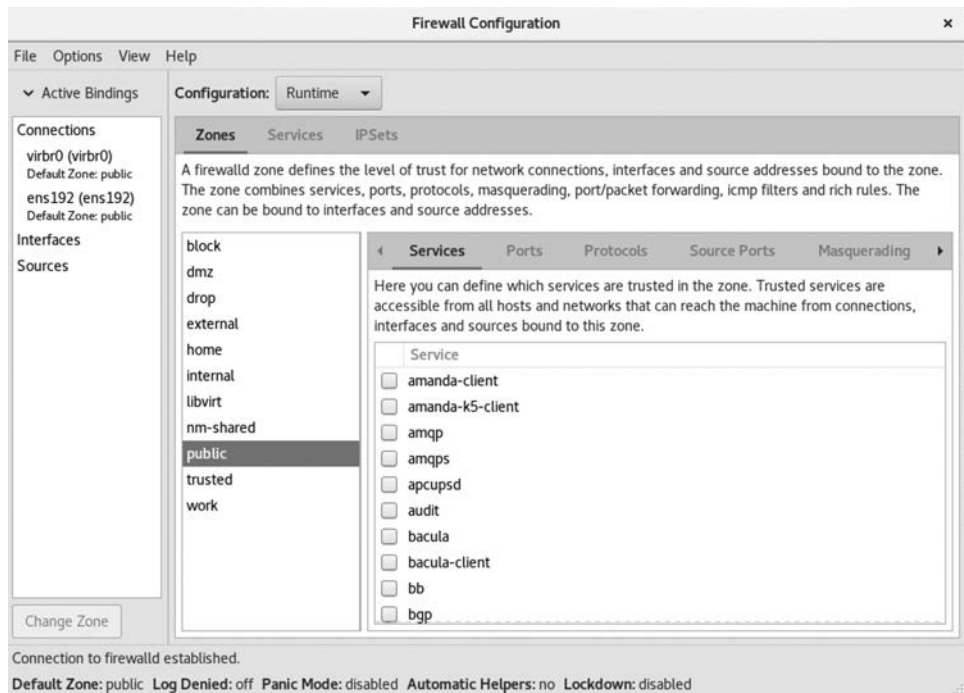 Firewall Configuration ×
File Options View Help
Active Bindings
Configuration: Runtime
Connections
virbr0 (virbr0)
Default Zone: public
ens192 (ens192)
Default Zone: public
Interfaces
Sources
Change Zone
Zones Services IPSets
A firewalld zone defines the level of trust for network connections, interfaces and source addresses bound to the zone.
The zone combines services, ports, protocols, masquerading, port/packet forwarding, icmp filters and rich rules. The
zone can be bound to interfaces and source addresses.
block
dmz
drop
external
home
internal
libvirt
nm-shared
public
trusted
work
Services Ports Protocols Source Ports Masquerading
Here you can define which services are trusted in the zone. Trusted services are
accessible from all hosts and networks that can reach the machine from connections,
interfaces and sources bound to this zone.
Service
amanda-client
amanda-k5-client
amqp
amqps
apcupsd
audit
bacula
bacula-client
bb
bgp
Connection to firewalld established.
Default Zone: public Log Denied: off Panic Mode: disabled Automatic Helpers: no Lockdown: disabled